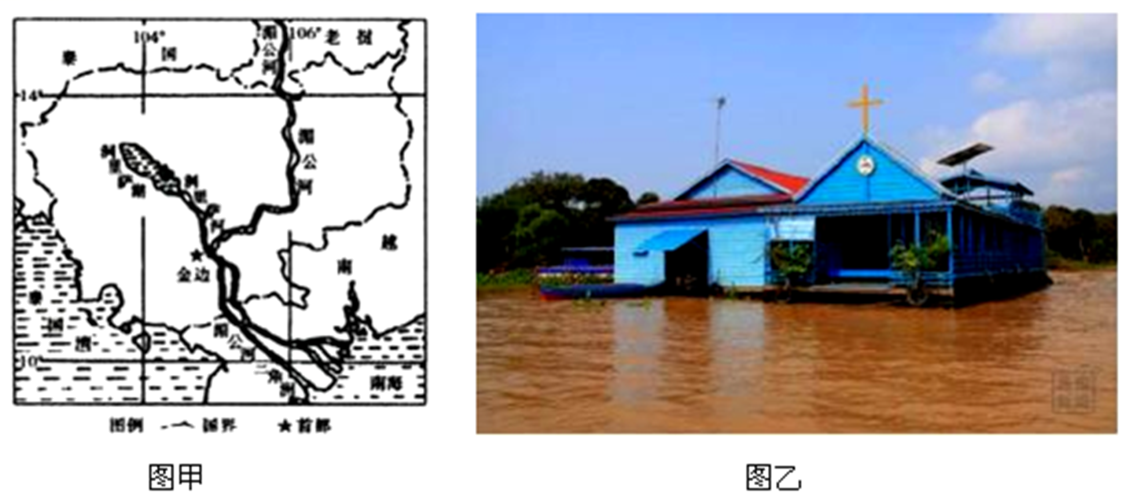 104°
106°
泰国
老挝
湄公河
14°
湄公河
洞里萨湖
洞里萨河
金边
越南
泰国湾
湄公河三角洲
10°
南海
图例 国界 ★首都
图甲
图乙